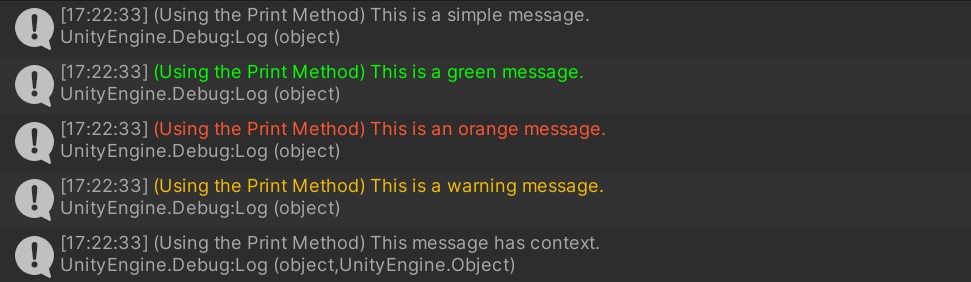 [17:22:33] (Using the Print Method) This is a simple message.
UnityEngine.Debug:Log (object)
[17:22:33] (Using the Print Method) This is a green message.
UnityEngine.Debug:Log (object)
[17:22:33] (Using the Print Method) This is an orange message.
UnityEngine.Debug:Log (object)
[17:22:33] (Using the Print Method) This is a warning message.
UnityEngine.Debug:Log (object)
[17:22:33] (Using the Print Method) This message has context.
UnityEngine.Debug:Log (object,UnityEngine.Object)